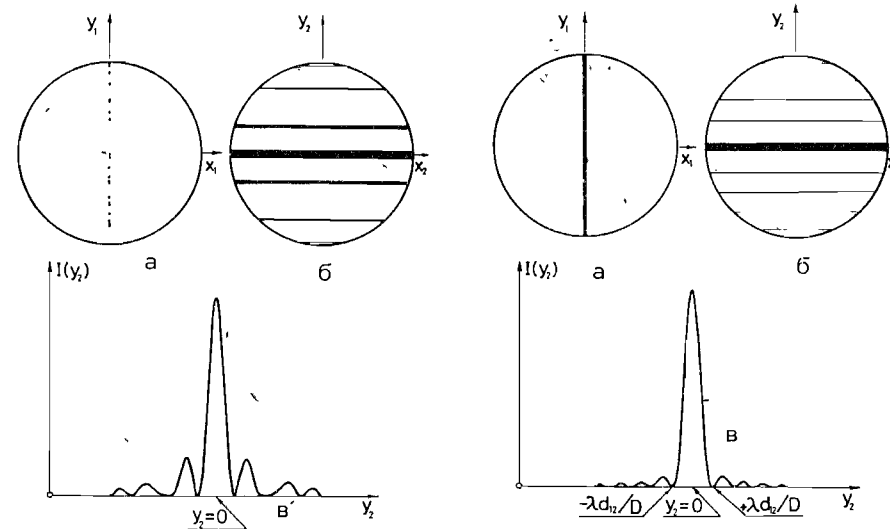 y₁
y₂
x₁
x₂
а
б
I(y₂)
y₂=0
В
y₂
y₁
y₂
x₁
а
б
I(y₂)
В
-λd₁₂/D
y₂=0
+λd₁₂/D
y₂